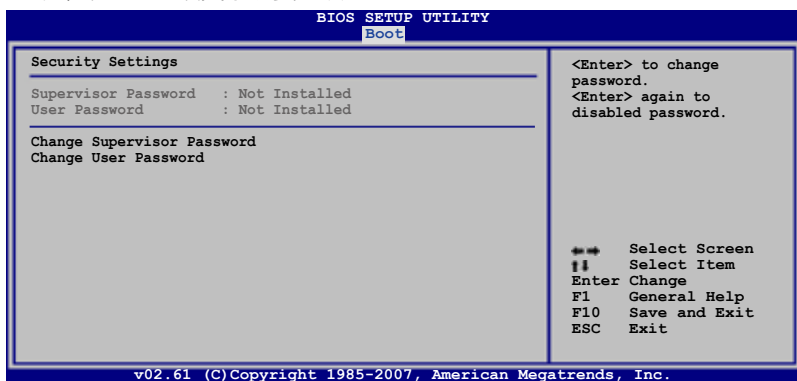 BIOS SETUP UTILITY
Boot
Security Settings
Supervisor Password : Not Installed
User Password : Not Installed
Change Supervisor Password
Change User Password
<Enter> to change
password.
<Enter> again to
disabled password.
Select Screen
Select Item
Enter Change
F1 General Help
F10 Save and Exit
ESC Exit
v02.61 (C)Copyright 1985-2007, American Megatrends, Inc.